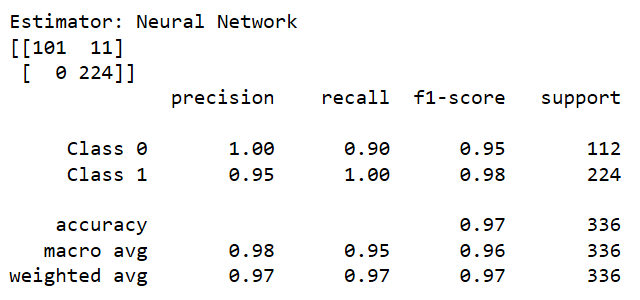 Estimator: Neural Network
[[101  11]
 [  0 224]]
              precision    recall  f1-score   support

     Class 0       1.00      0.90      0.95       112
     Class 1       0.95      1.00      0.98       224

    accuracy                           0.97       336
   macro avg       0.98      0.95      0.96       336
weighted avg       0.97      0.97      0.97       336